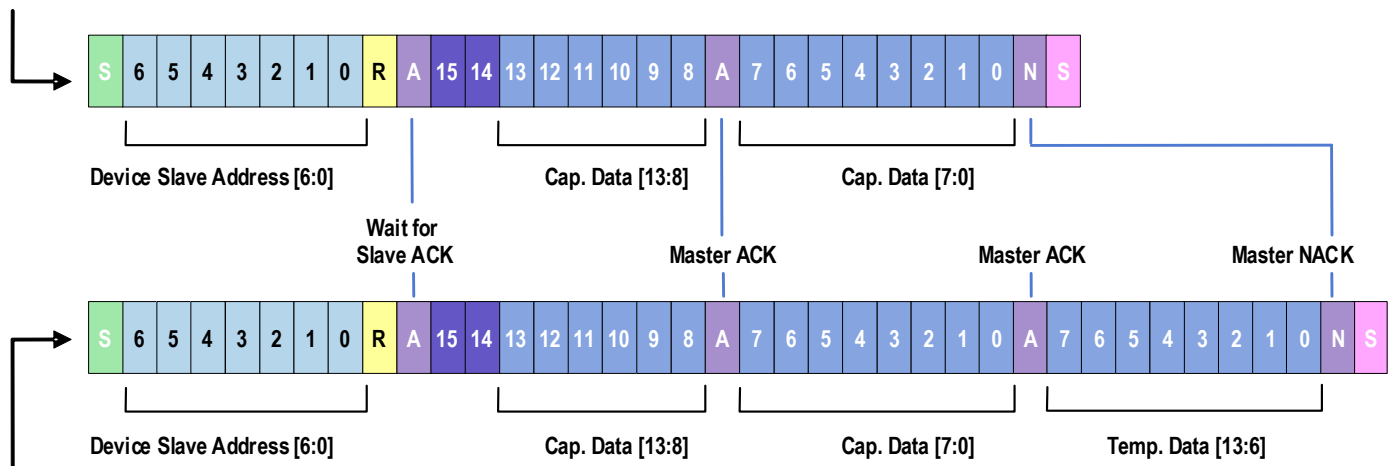 S 6 5 4 3 2 1 0 R A 15 14 13 12 11 10 9 8 A 7 6 5 4 3 2 1 0 N S
Device Slave Address [6:0] Cap. Data [13:8] Cap. Data [7:0]
Wait for
Slave ACK Master ACK Master ACK Master NACK
S 6 5 4 3 2 1 0 R A 15 14 13 12 11 10 9 8 A 7 6 5 4 3 2 1 0 A 7 6 5 4 3 2 1 0 N S
Device Slave Address [6:0] Cap. Data [13:8] Cap. Data [7:0] Temp. Data [13:6]